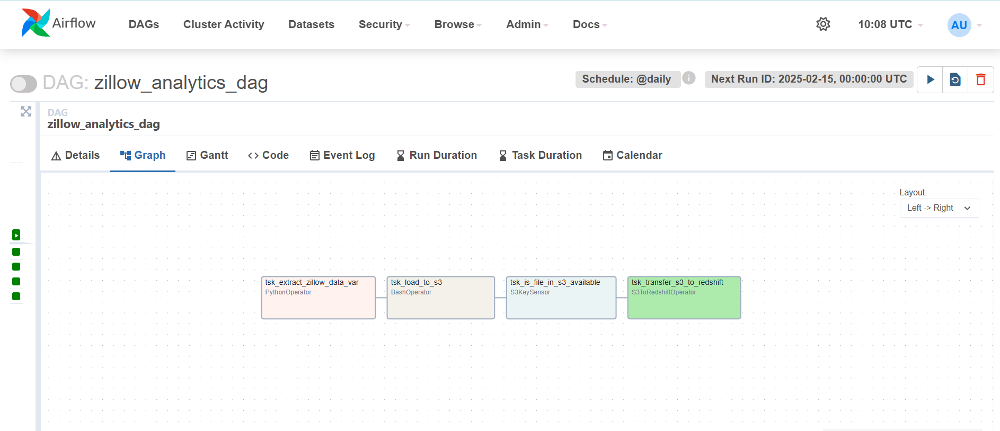 Airflow
DAGs
Cluster Activity
Datasets
Security
Browse
Admin
Docs
10:08 UTC
AU
DAG: zillow_analytics_dag
Schedule: @daily
i
Next Run ID: 2025-02-15, 00:00:00 UTC
DAG
zillow_analytics_dag
Details
Graph
Gantt
Code
Event Log
Run Duration
Task Duration
Calendar
Layout:
Left -> Right
tsk_extract_zillow_data_var
PythonOperator
tsk_load_to_s3
BashOperator
tsk_is_file_in_s3_available
S3KeySensor
tsk_transfer_s3_to_redshift
S3ToRedshiftOperator